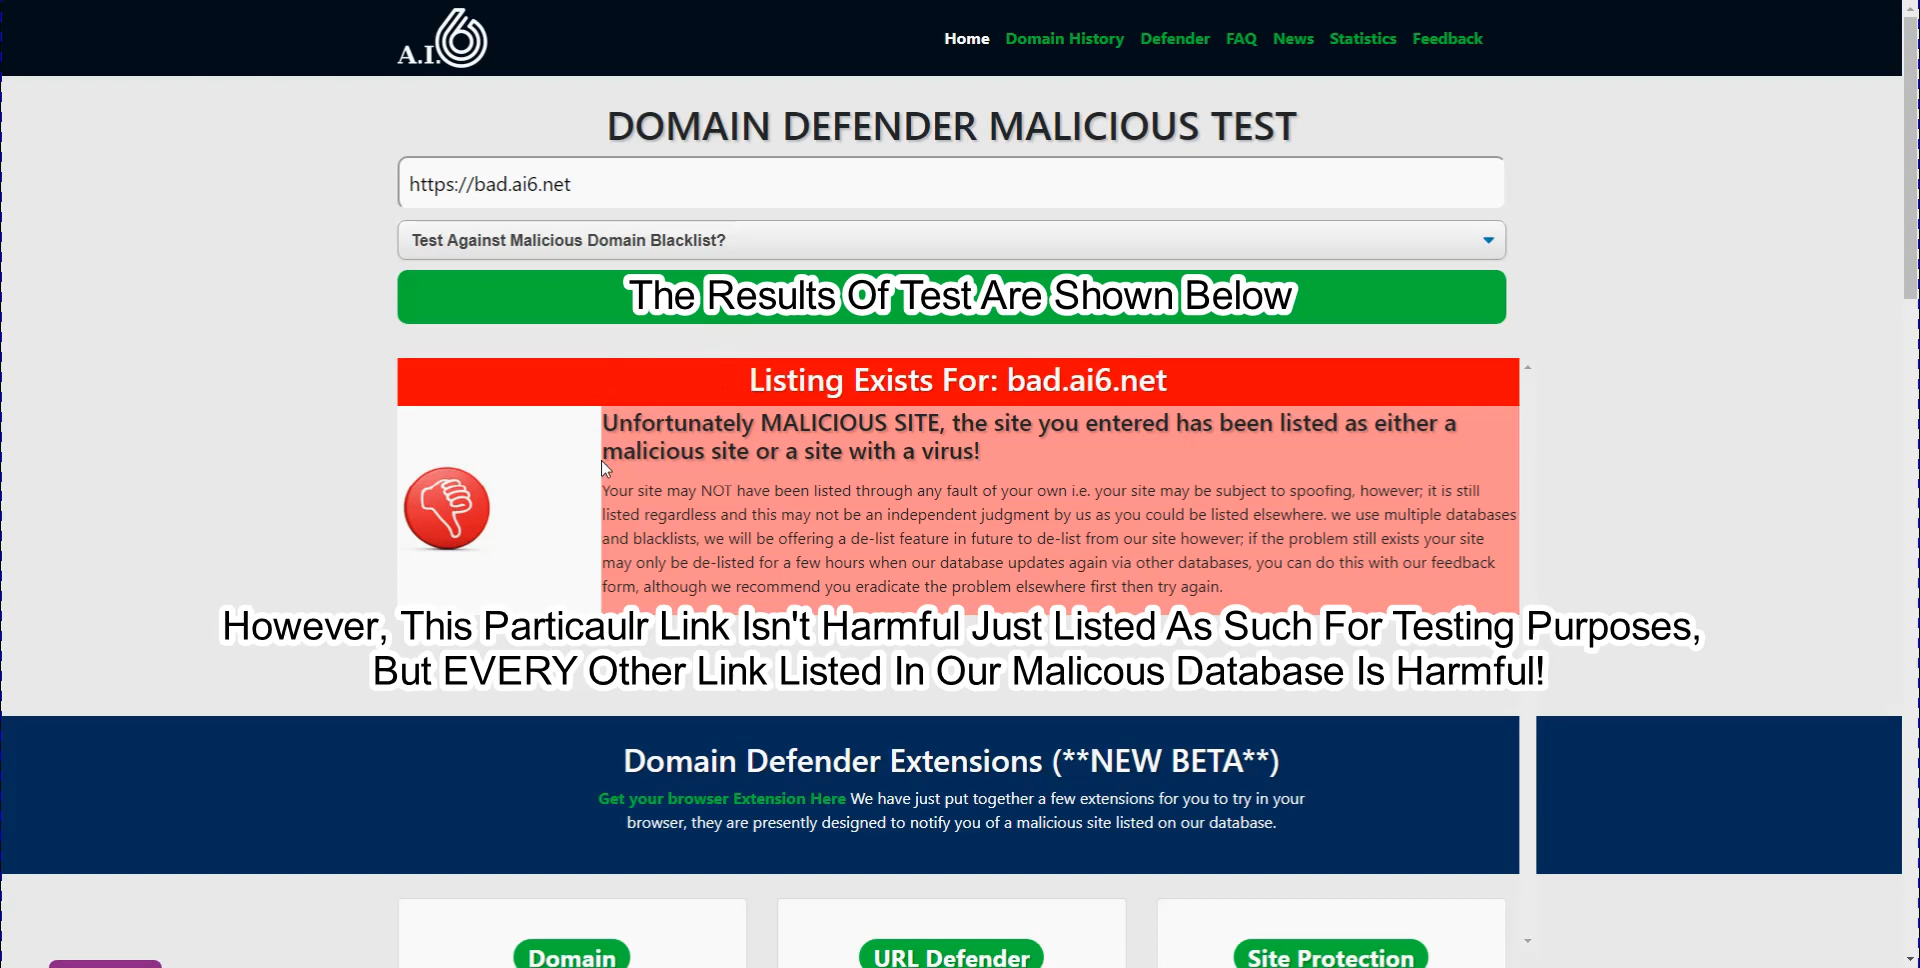 A.I.6
Home Domain History Defender FAQ News Statistics Feedback
DOMAIN DEFENDER MALICIOUS TEST
https://bad.ai6.net
Test Against Malicious Domain Blacklist?
The Results Of Test Are Shown Below
Listing Exists For: bad.ai6.net
Unfortunately MALICIOUS SITE, the site you entered has been listed as either a
malicious site or a site with a virus!
Your site may NOT have been listed through any fault of your own i.e. your site may be subject to spoofing, however; it is still
listed regardless and this may not be an independent judgment by us as you could be listed elsewhere. we use multiple databases
and blacklists, we will be offering a de-list feature in future to de-list from our site however; if the problem still exists your site
may only be de-listed for a few hours when our database updates again via other databases, you can do this with our feedback
form, although we recommend you eradicate the problem elsewhere first then try again.
However, This Particaulr Link Isn't Harmful Just Listed As Such For Testing Purposes,
But EVERY Other Link Listed In Our Malicous Database Is Harmful!
Domain Defender Extensions (**NEW BETA**)
Get your browser Extension Here We have just put together a few extensions for you to try in your
browser, they are presently designed to notify you of a malicious site listed on our database.
Domain URL Defender Site Protection